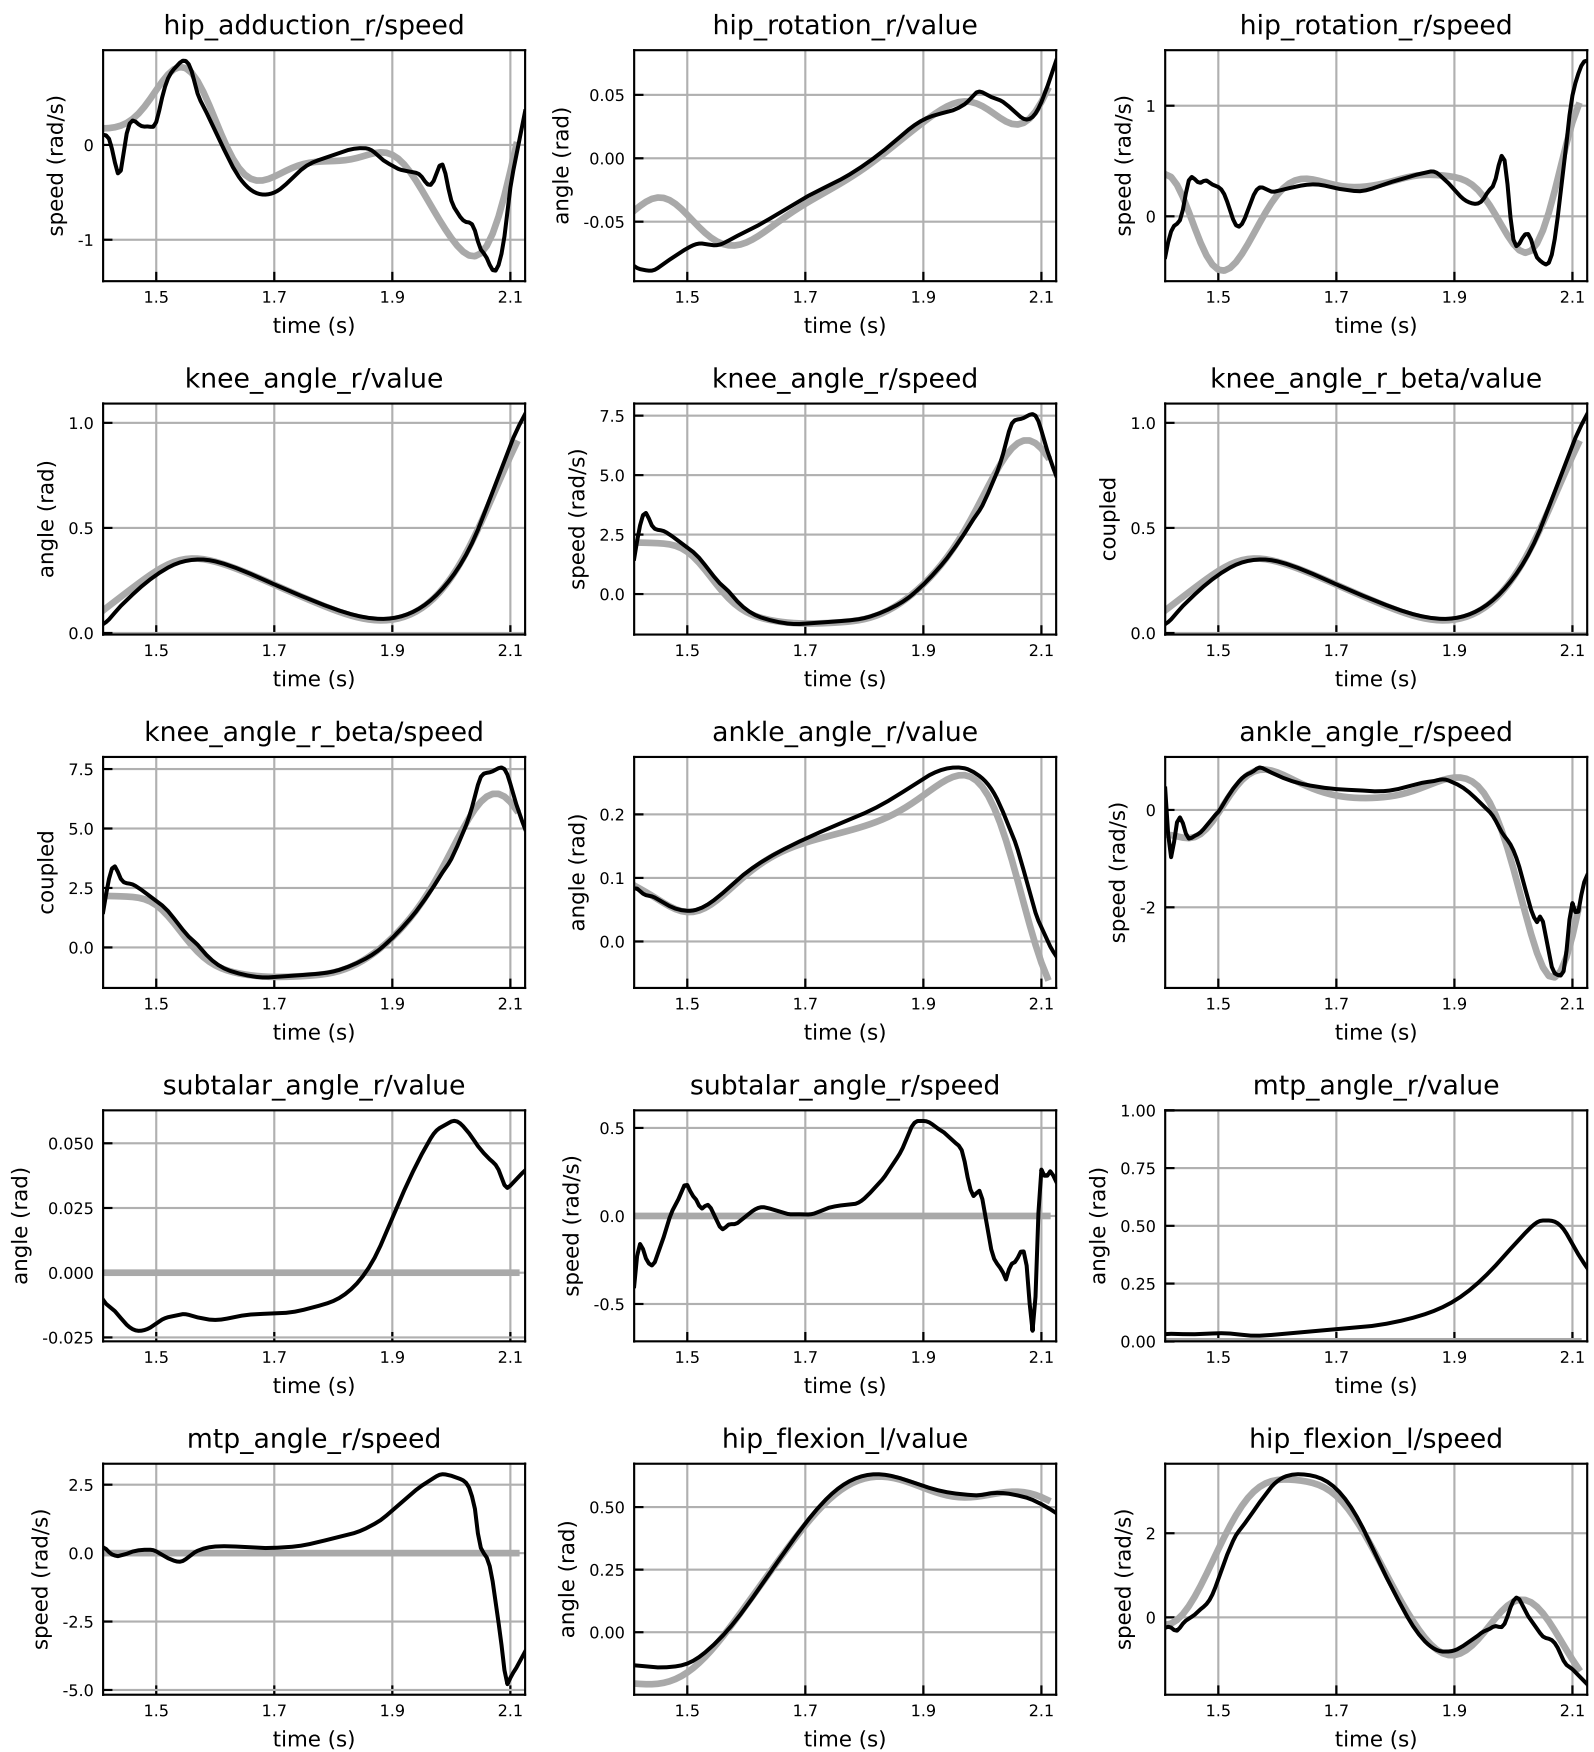 hip_adduction_r/speed
speed (rad/s)
0
-1
1.5 1.7 1.9 2.1
time (s)
hip_rotation_r/value
angle (rad)
0.05
0.00
-0.05
1.5 1.7 1.9 2.1
time (s)
hip_rotation_r/speed
speed (rad/s)
1
0
1.5 1.7 1.9 2.1
time (s)
knee_angle_r/value
angle (rad)
1.0
0.5
0.0
1.5 1.7 1.9 2.1
time (s)
knee_angle_r/speed
speed (rad/s)
7.5
5.0
2.5
0.0
1.5 1.7 1.9 2.1
time (s)
knee_angle_r_beta/value
coupled
1.0
0.5
0.0
1.5 1.7 1.9 2.1
time (s)
knee_angle_r_beta/speed
coupled
7.5
5.0
2.5
0.0
1.5 1.7 1.9 2.1
time (s)
ankle_angle_r/value
angle (rad)
0.2
0.1
0.0
1.5 1.7 1.9 2.1
time (s)
ankle_angle_r/speed
speed (rad/s)
0
-2
1.5 1.7 1.9 2.1
time (s)
subtalar_angle_r/value
angle (rad)
0.050
0.025
0.000
-0.025
1.5 1.7 1.9 2.1
time (s)
subtalar_angle_r/speed
speed (rad/s)
0.5
0.0
-0.5
1.5 1.7 1.9 2.1
time (s)
mtp_angle_r/value
angle (rad)
1.00
0.75
0.50
0.25
0.00
1.5 1.7 1.9 2.1
time (s)
mtp_angle_r/speed
speed (rad/s)
2.5
0.0
-2.5
-5.0
1.5 1.7 1.9 2.1
time (s)
hip_flexion_l/value
angle (rad)
0.50
0.25
0.00
1.5 1.7 1.9 2.1
time (s)
hip_flexion_l/speed
speed (rad/s)
2
0
1.5 1.7 1.9 2.1
time (s)